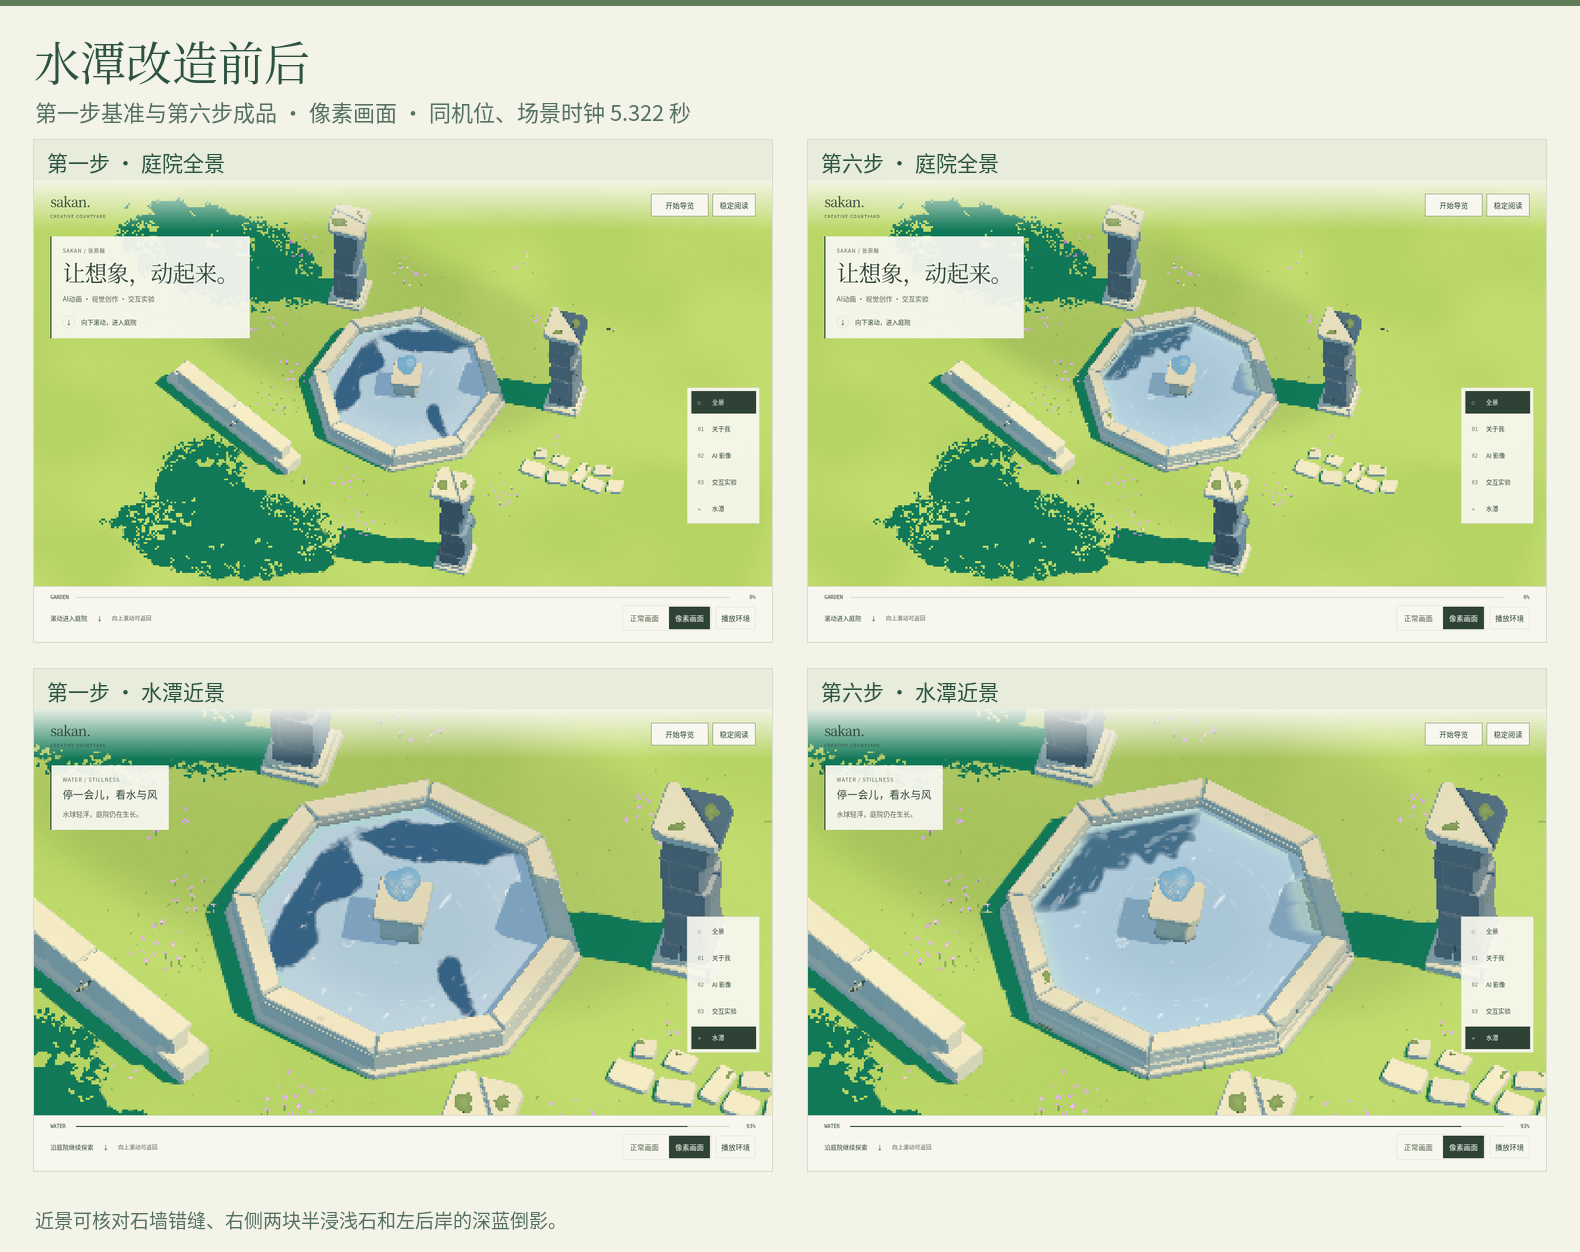 水潭改造前后
第一步基准与第六步成品 · 像素画面 · 同机位、场景时钟 5.322 秒
第一步 · 庭院全景
sakan.
CREATIVE COURTYARD
开始导览
稳定阅读
让想象，动起来。
AI动画 · 视觉创作 · 交互实验
↓ 向下滚动，进入庭院
○ 全景
01 关于我
02 AI 影像
03 交互实验
≈ 水潭
GARDEN
0%
滚动进入庭院 ↓ 向上滚动可返回
正常画面
像素画面
播放环境
第六步 · 庭院全景
sakan.
CREATIVE COURTYARD
开始导览
稳定阅读
让想象，动起来。
AI动画 · 视觉创作 · 交互实验
↓ 向下滚动，进入庭院
○ 全景
01 关于我
02 AI 影像
03 交互实验
≈ 水潭
GARDEN
0%
滚动进入庭院 ↓ 向上滚动可返回
正常画面
像素画面
播放环境
第一步 · 水潭近景
sakan.
CREATIVE COURTYARD
开始导览
稳定阅读
WATER / STILLNESS
停一会儿，看水与风
水球轻浮，庭院仍在生长。
○ 全景
01 关于我
02 AI 影像
03 交互实验
≈ 水潭
WATER
93%
沿庭院继续探索 ↓ 向上滚动可返回
正常画面
像素画面
播放环境
第六步 · 水潭近景
sakan.
CREATIVE COURTYARD
开始导览
稳定阅读
WATER / STILLNESS
停一会儿，看水与风
水球轻浮，庭院仍在生长。
○ 全景
01 关于我
02 AI 影像
03 交互实验
≈ 水潭
WATER
93%
沿庭院继续探索 ↓ 向上滚动可返回
正常画面
像素画面
播放环境
近景可核对石墙错缝、右侧两块半浸浅石和左后岸的深蓝倒影。